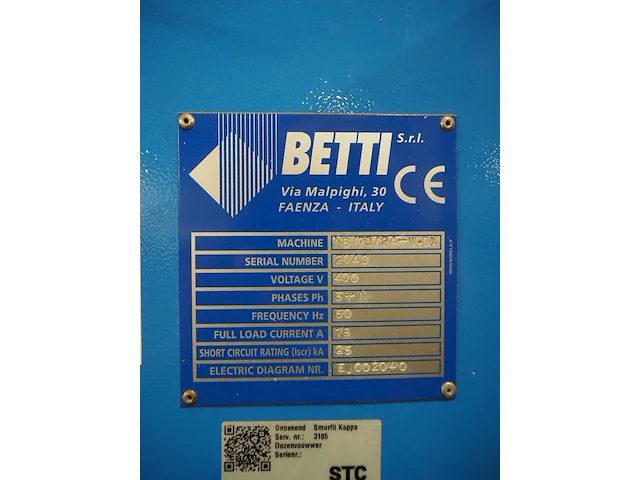 BETTI S.r.l.
Via Malpighi, 30
FAENZA - ITALY
CE
MACHINE
SERIAL NUMBER 2040
VOLTAGE V 400
PHASES Ph 3+N
FREQUENCY Hz 50
FULL LOAD CURRENT A
SHORT CIRCUIT RATING (Iscr) kA 25
ELECTRIC DIAGRAM NR. E.002040
Onbekend Smurfit Kappa
Serv. nr.: 3185
Dozenvouwwer
Serienr.:
STC